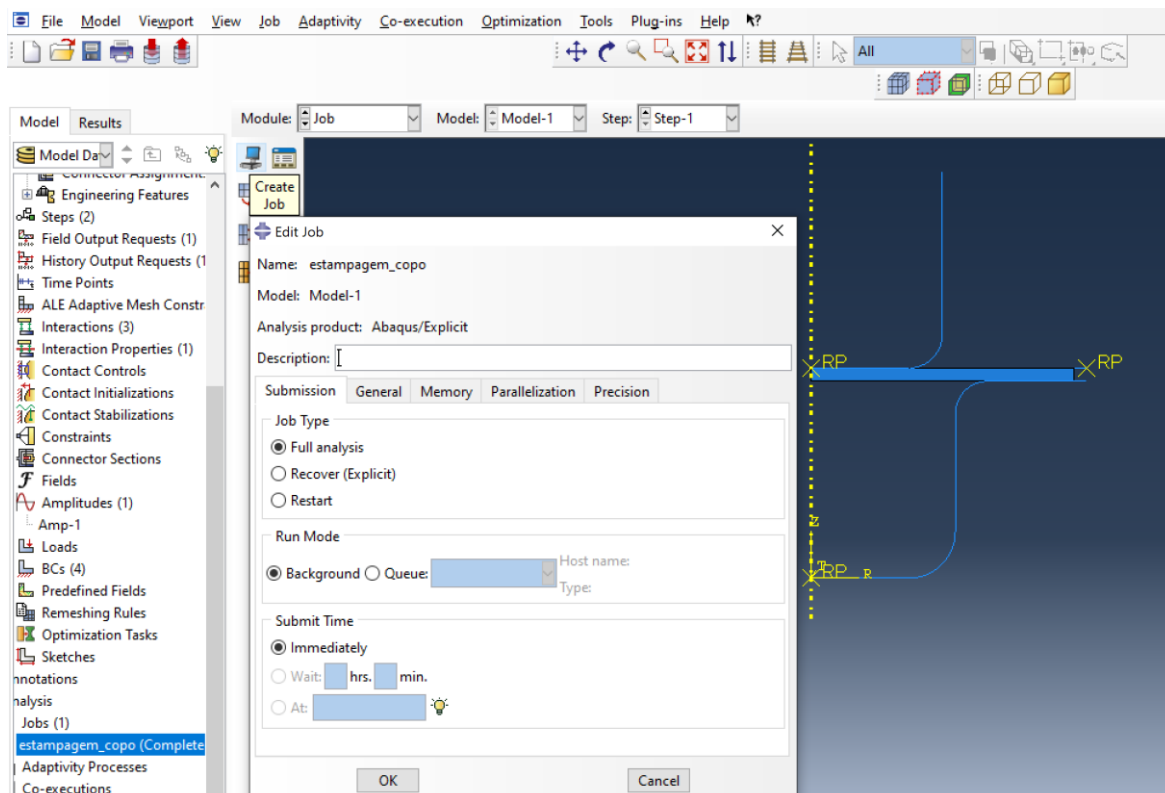 File Model Viewport View Job Adaptivity Co-execution Optimization Tools Plug-ins Help ?
All
Model Results
Module: Job Model: Model-1 Step: Step-1
Model Da
Connector Assignment.
Engineering Features
Steps (2)
Field Output Requests (1)
History Output Requests (1
Time Points
ALE Adaptive Mesh Constr
Interactions (3)
Interaction Properties (1)
Contact Controls
Contact Initializations
Contact Stabilizations
Constraints
Connector Sections
Fields
Amplitudes (1)
Amp-1
Loads
BCs (4)
Predefined Fields
Remeshing Rules
Optimization Tasks
Sketches
nnotations
nalysis
Jobs (1)
estampagem_copo (Complete
Adaptivity Processes
Co-executions
Create
Job
Edit Job
Name: estampagem_copo
Model: Model-1
Analysis product: Abaqus/Explicit
Description:
Submission General Memory Parallelization Precision
Job Type
Full analysis
Recover (Explicit)
Restart
Run Mode
Background Queue: Host name:
Type:
Submit Time
Immediately
Wait: hrs. min.
At:
OK Cancel
RP RP
Z
T RP R